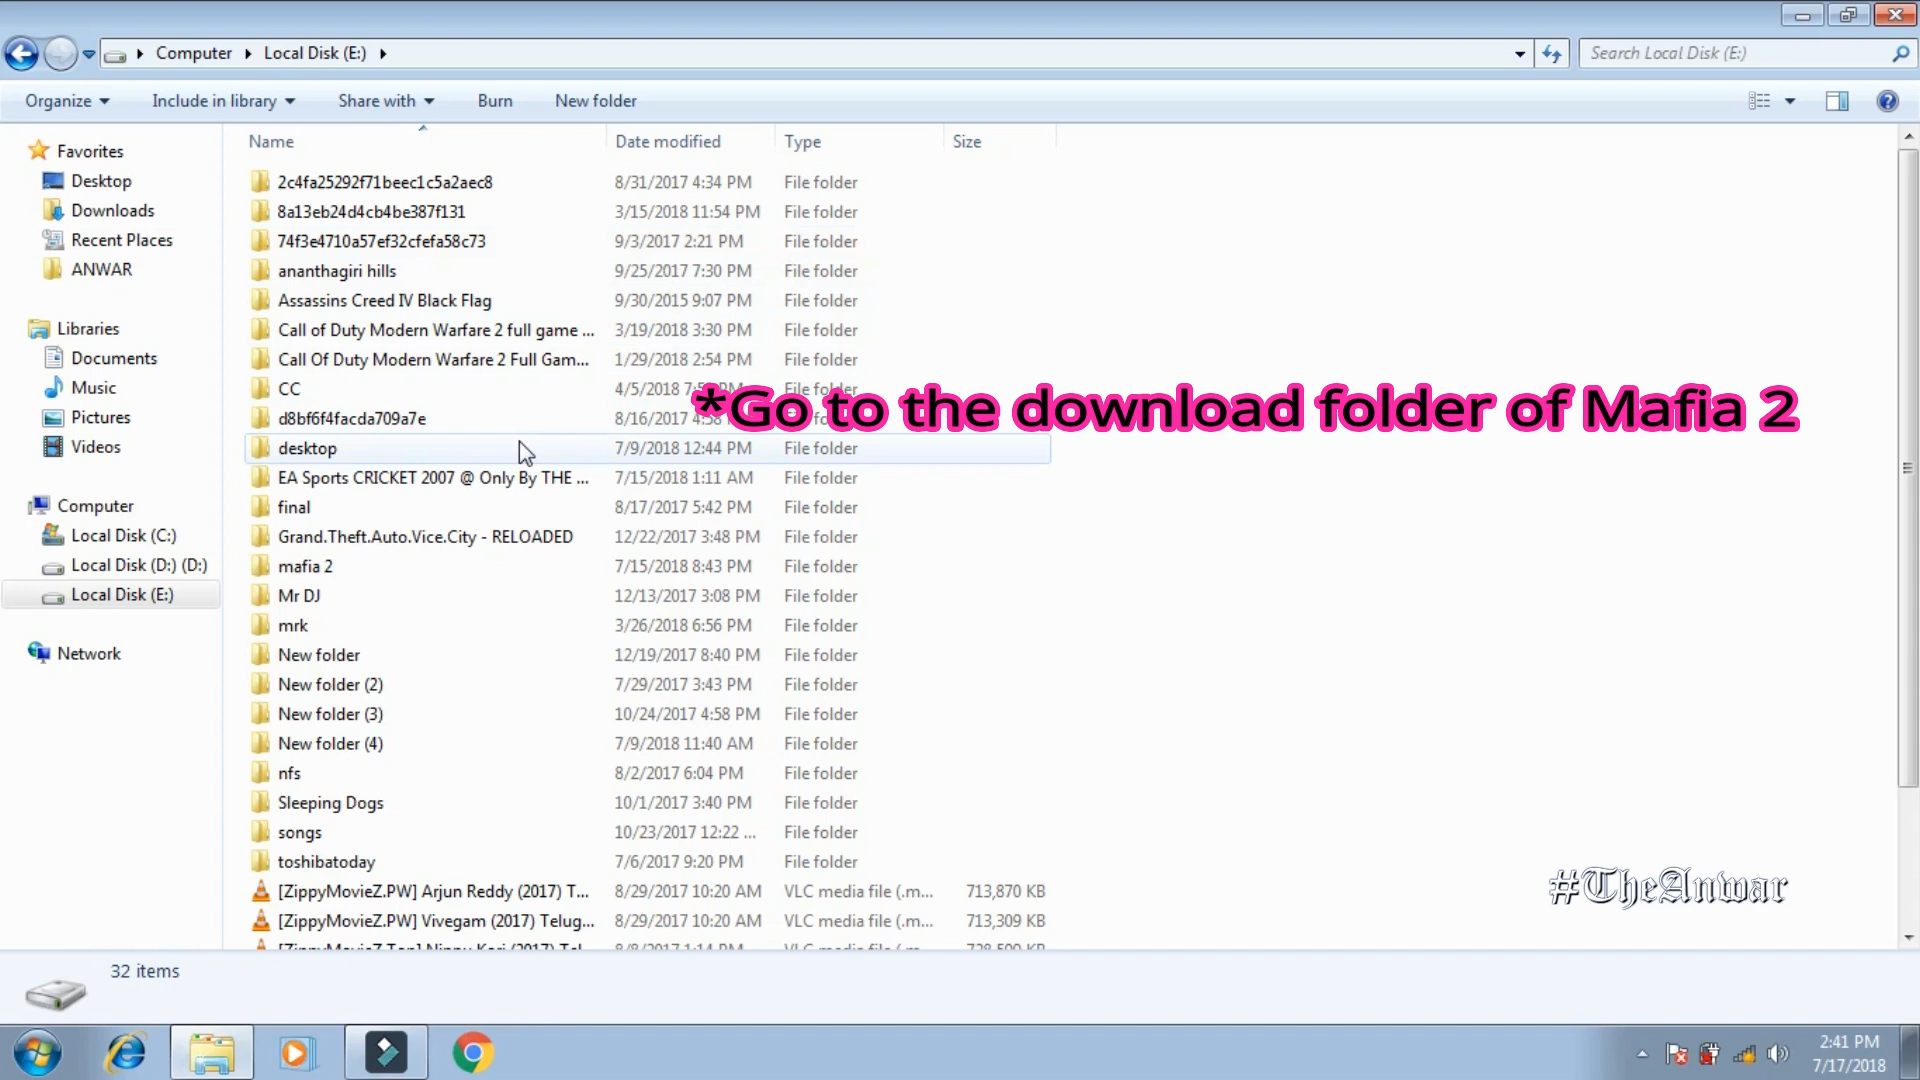 Computer Local Disk (E:)
Search Local Disk (E:)
Organize Include in library Share with Burn New folder
Name Date modified Type Size
Favorites
Desktop
Downloads
Recent Places
ANWAR
Libraries
Documents
Music
Pictures
Videos
Computer
Local Disk (C:)
Local Disk (D:) (D:)
Local Disk (E:)
Network
2c4fa25292f71beec1c5a2aec8 8/31/2017 4:34 PM File folder
8a13eb24d4cb4be387f131 3/15/2018 11:54 PM File folder
74f3e4710a57ef32cfefa58c73 9/3/2017 2:21 PM File folder
ananthagiri hills 9/25/2017 7:30 PM File folder
Assassins Creed IV Black Flag 9/30/2015 9:07 PM File folder
Call of Duty Modern Warfare 2 full game ... 3/19/2018 3:30 PM File folder
Call Of Duty Modern Warfare 2 Full Gam... 1/29/2018 2:54 PM File folder
CC 4/5/2018 File folder
*Go to the download folder of Mafia 2
d8bf6f4facda709a7e 8/16/2017 File folder
desktop 7/9/2018 12:44 PM File folder
EA Sports CRICKET 2007 @ Only By THE ... 7/15/2018 1:11 AM File folder
final 8/17/2017 5:42 PM File folder
Grand.Theft.Auto.Vice.City - RELOADED 12/22/2017 3:48 PM File folder
mafia 2 7/15/2018 8:43 PM File folder
Mr DJ 12/13/2017 3:08 PM File folder
mrk 3/26/2018 6:56 PM File folder
New folder 12/19/2017 8:40 PM File folder
New folder (2) 7/29/2017 3:43 PM File folder
New folder (3) 10/24/2017 4:58 PM File folder
New folder (4) 7/9/2018 11:40 AM File folder
nfs 8/2/2017 6:04 PM File folder
Sleeping Dogs 10/1/2017 3:40 PM File folder
songs 10/23/2017 12:22 ... File folder
toshibatoday 7/6/2017 9:20 PM File folder
[ZippyMovieZ.PW] Arjun Reddy (2017) T... 8/29/2017 10:20 AM VLC media file (.m... 713,870 KB
[ZippyMovieZ.PW] Vivegam (2017) Telug... 8/29/2017 10:20 AM VLC media file (.m... 713,309 KB
#TheAnwar
32 items
2:41 PM
7/17/2018